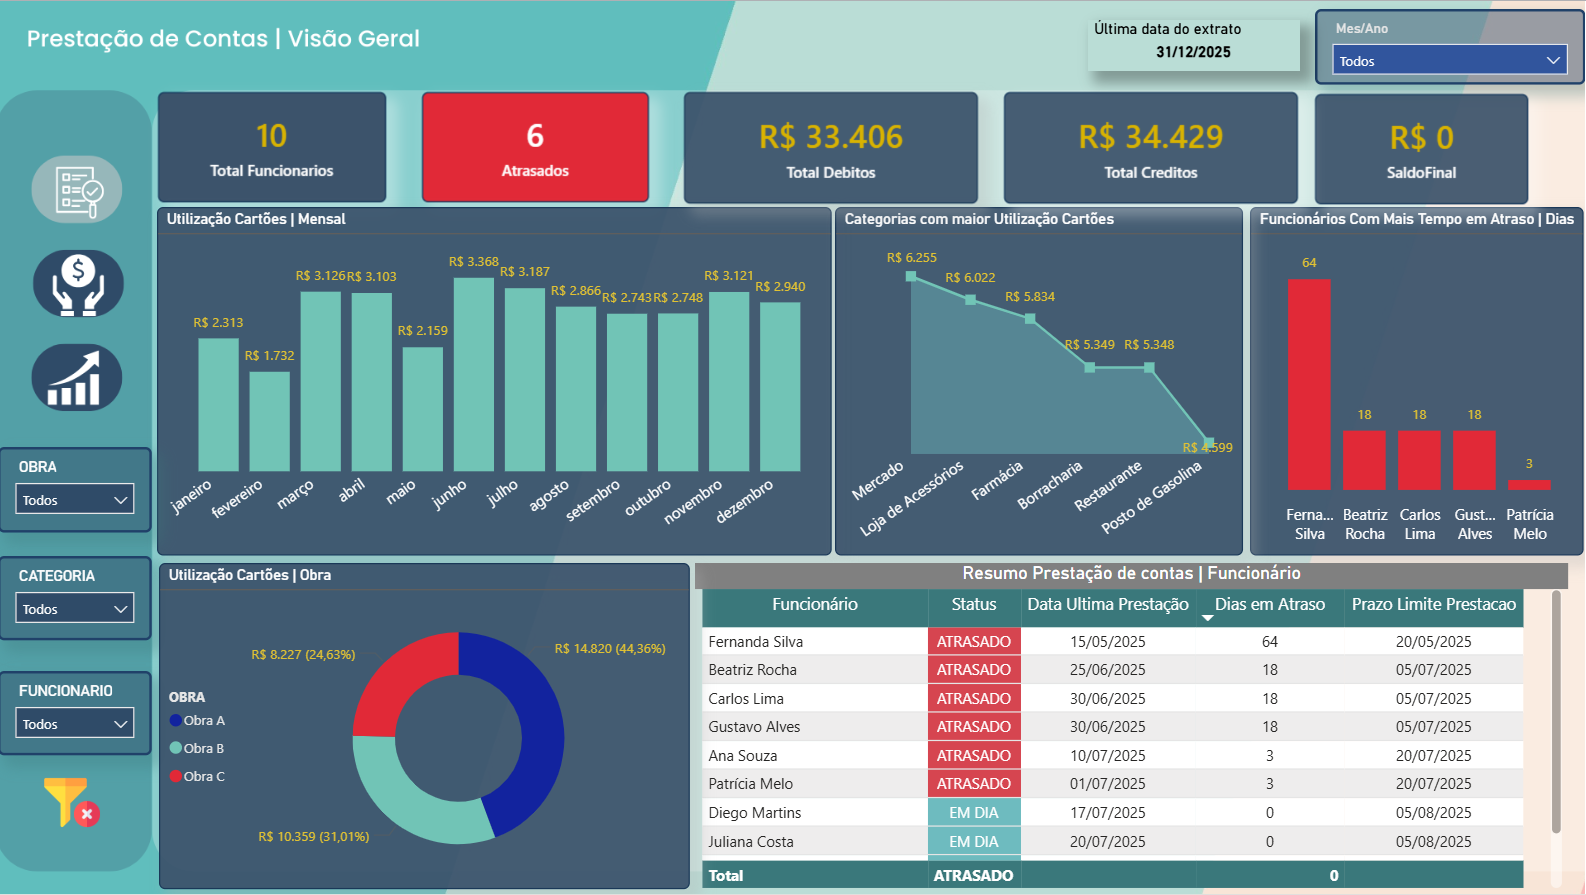 Prestação de Contas | Visão Geral
Última data do extrato
31/12/2025
Mes/Ano
Todos
10
Total Funcionarios
6
Atrasados
R$ 33.406
Total Debitos
R$ 34.429
Total Creditos
R$ 0
SaldoFinal
OBRA
Todos
CATEGORIA
Todos
FUNCIONARIO
Todos
Utilização Cartões | Mensal
R$ 2.313
R$ 1.732
R$ 3.126
R$ 3.103
R$ 2.159
R$ 3.368
R$ 3.187
R$ 2.866
R$ 2.743
R$ 2.748
R$ 3.121
R$ 2.940
janeiro
fevereiro
março
abril
maio
junho
julho
agosto
setembro
outubro
novembro
dezembro
Categorias com maior Utilização Cartões
R$ 6.255
R$ 6.022
R$ 5.834
R$ 5.349
R$ 5.348
R$ 4.599
Mercado
Loja de Acessórios
Farmácia
Borracharia
Restaurante
Posto de Gasolina
Funcionários Com Mais Tempo em Atraso | Dias
64
18
18
18
3
Ferna... Silva
Beatriz Rocha
Carlos Lima
Gust... Alves
Patrícia Melo
Utilização Cartões | Obra
R$ 8.227 (24,63%)
R$ 14.820 (44,36%)
R$ 10.359 (31,01%)
OBRA
Obra A
Obra B
Obra C
Resumo Prestação de contas | Funcionário
Funcionário Status Data Ultima Prestação Dias em Atraso Prazo Limite Prestacao
Fernanda Silva ATRASADO 15/05/2025 64 20/05/2025
Beatriz Rocha ATRASADO 25/06/2025 18 05/07/2025
Carlos Lima ATRASADO 30/06/2025 18 05/07/2025
Gustavo Alves ATRASADO 30/06/2025 18 05/07/2025
Ana Souza ATRASADO 10/07/2025 3 20/07/2025
Patrícia Melo ATRASADO 01/07/2025 3 20/07/2025
Diego Martins EM DIA 17/07/2025 0 05/08/2025
Juliana Costa EM DIA 20/07/2025 0 05/08/2025
Total ATRASADO 0